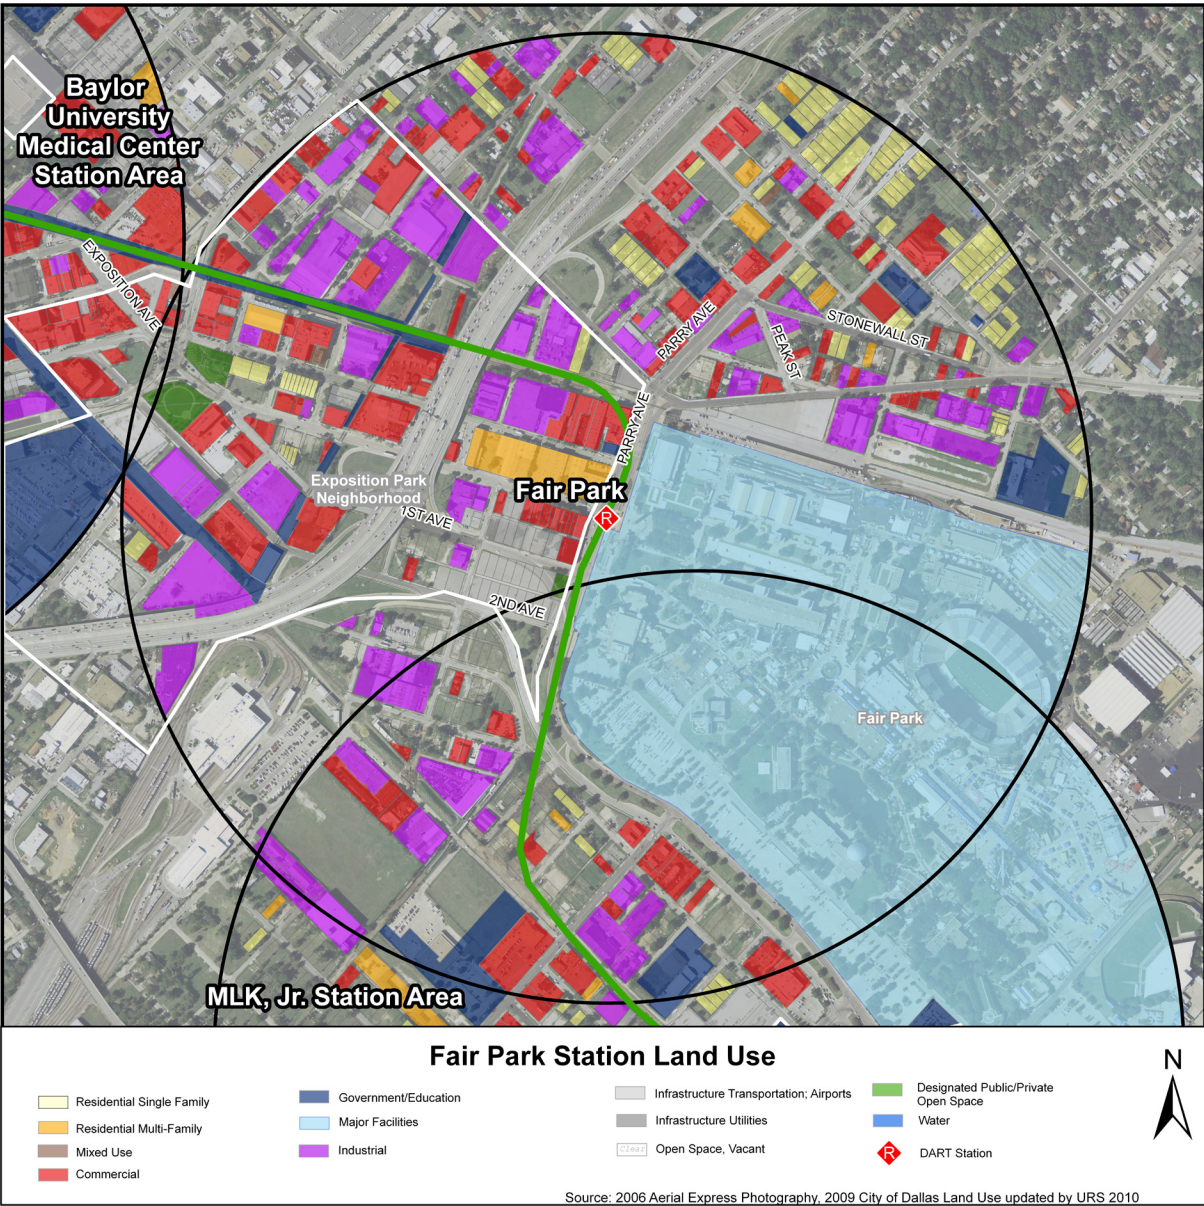 Baylor
University
Medical Center
Station Area
EXPOSITION AVE
PARRY AVE
STONEWALL ST
PEAK ST
PARRY AVE
Exposition Park
Neighborhood
1ST AVE
Fair Park
R
2ND AVE
Fair Park
MLK, Jr. Station Area
Fair Park Station Land Use
N
Residential Single Family
Residential Multi-Family
Mixed Use
Commercial
Government/Education
Major Facilities
Industrial
Infrastructure Transportation; Airports
Infrastructure Utilities
Clear
Open Space, Vacant
Designated Public/Private
Open Space
Water
R
DART Station
Source: 2006 Aerial Express Photography, 2009 City of Dallas Land Use updated by URS 2010